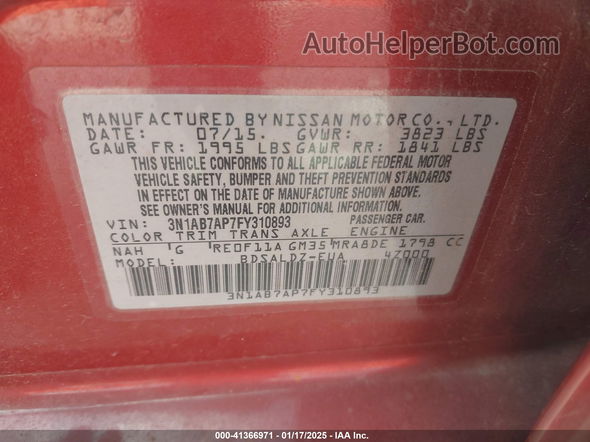 AutoHelperBot.com
MANUFACTURED BY NISSAN MOTOR CO., LTD.
DATE: 07/15. GVWR: 3823 LBS
GAWR FR: 1995 LBS GAWR RR: 1841 LBS
THIS VEHICLE CONFORMS TO ALL APPLICABLE FEDERAL MOTOR
VEHICLE SAFETY, BUMPER AND THEFT PREVENTION STANDARDS
IN EFFECT ON THE DATE OF MANUFACTURE SHOWN ABOVE.
SEE OWNER'S MANUAL FOR ADDITIONAL INFORMATION.
VIN: 3N1AB7AP7FY310893 PASSENGER CAR.
COLOR TRIM TRANS AXLE ENGINE
NAH G RE0F11A GM35 MRA8DE 1798 CC
MODEL: BDSALDZ-EUA 4Z000
3N1AB7AP7FY310893
000-41366971 - 01/17/2025 - IAA Inc.